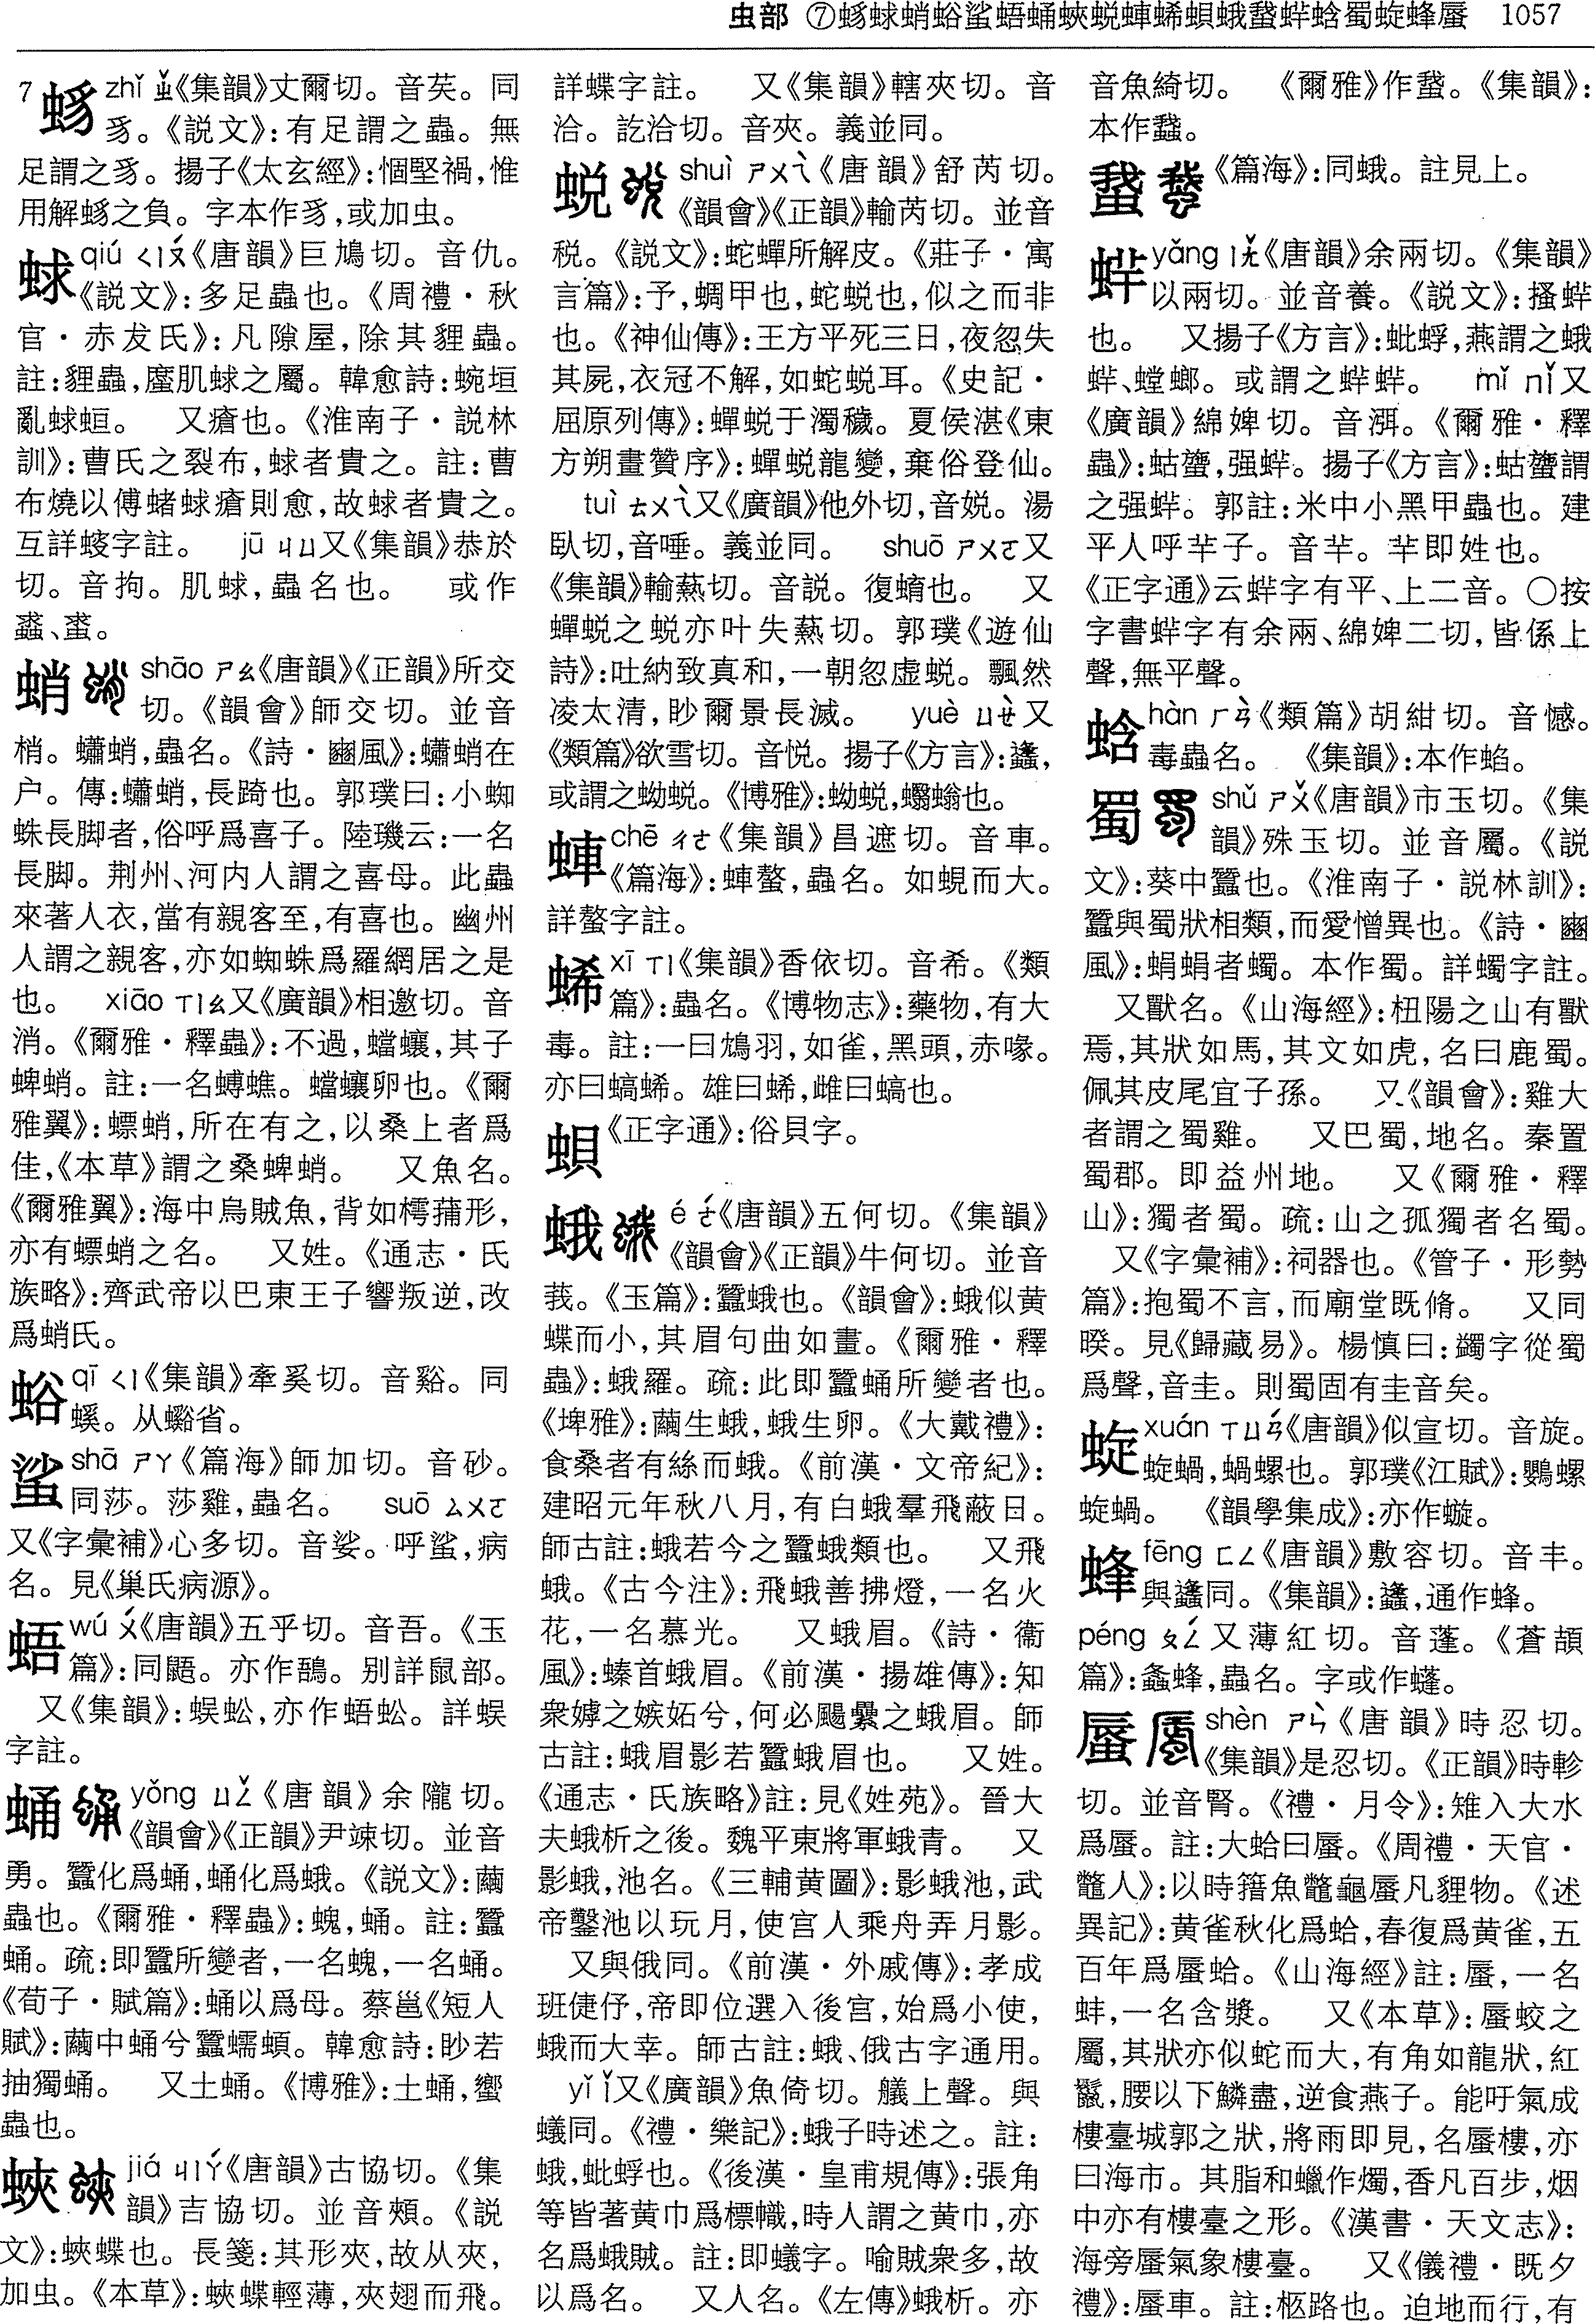 虫部 ⑦䖲蛷蛸䗄蜇蜈蛹蛺蜕蛼蜥蛽蛾䖸蛘蛿蜀蜁蜂蜃 1057
7 䖲 zhǐ ㄓˇ《集韻》丈爾切。音芵。同
豸。《説文》:有足謂之蟲。無
足謂之豸。揚子《太玄經》:悃堅禍,惟
用解䖲之負。字本作豸,或加虫。
蛷 qiú ㄑㄧㄡˊ《唐韻》巨鳩切。音仇。
《説文》:多足蟲也。《周禮·秋
官·赤犮氏》:凡隙屋,除其貍蟲。
註:貍蟲,䗪肌蛷之屬。韓愈詩:蜿垣
亂蛷蚎。 又瘡也。《淮南子·説林
訓》:曹氏之裂布,蛷者貴之。註:曹
布燒以傅蝫蛷瘡則愈,故蛷者貴之。
互詳螋字註。 jū ㄐㄩ又《集韻》恭於
切。音拘。肌蛷,蟲名也。 或作
䖻、蛬。
蛸 shāo ㄕㄠ《唐韻》《正韻》所交
切。《韻會》師交切。並音
梢。蠨蛸,蟲名。《詩·豳風》:蠨蛸在
户。傳:蠨蛸,長踦也。郭璞曰:小蜘
蛛長脚者,俗呼爲喜子。陸璣云:一名
長脚。荆州、河内人謂之喜母。此蟲
來著人衣,當有親客至,有喜也。幽州
人謂之親客,亦如蜘蛛爲羅網居之是
也。 xiāo ㄒㄧㄠ又《廣韻》相邀切。音
消。《爾雅·釋蟲》:不過,蟷蠰,其子
蜱蛸。註:一名䗚蟭。蟷蠰卵也。《爾
雅翼》:螵蛸,所在有之,以桑上者爲
佳,《本草》謂之桑蜱蛸。 又魚名。
《爾雅翼》:海中烏賊魚,背如樗蒱形,
亦有螵蛸之名。 又姓。《通志·氏
族略》:齊武帝以巴東王子響叛逆,改
爲蛸氏。
䗄 qī ㄑㄧ《集韻》牽奚切。音谿。同
螇。从䗄省。
䖢 shā ㄕㄚ《篇海》師加切。音砂。
同莎。莎雞,蟲名。 suō ㄙㄨㄛ
又《字彙補》心多切。音娑。呼䖢,病
名。見《巢氏病源》。
蜈 wú ㄨˊ《唐韻》五乎切。音吾。《玉
篇》:同鼯。亦作鷘。别詳鼠部。
又《集韻》:蜈蚣,亦作蜈蚣。詳蜈
字註。
蛹 yǒng ㄩㄥˇ《唐韻》余隴切。
《韻會》《正韻》尹竦切。並音
勇。蠶化爲蛹,蛹化爲蛾。《説文》:繭
蟲也。《爾雅·釋蟲》:螝,蛹。註:蠶
蛹。疏:即蠶所變者,一名螝,一名蛹。
《荀子·賦篇》:蛹以爲母。蔡邕《短人
賦》:繭中蛹兮蠶蠕蝡。韓愈詩:眇若
抽獨蛹。 又土蛹。《博雅》:土蛹,蠁
蟲也。
蛺 jiá ㄐㄧㄚˊ《唐韻》古協切。《集
韻》吉協切。並音頰。《説
文》:蛺蝶也。長箋:其形夾,故从夾,
加虫。《本草》:蛺蝶輕薄,夾翅而飛。
詳蝶字註。 又《集韻》轄夾切。音
洽。訖洽切。音夾。義並同。
蜕 shuì ㄕㄨㄟˋ《唐韻》舒芮切。
《韻會》《正韻》輸芮切。並音
税。《説文》:蛇蟬所解皮。《莊子·寓
言篇》:予,蜩甲也,蛇蜕也,似之而非
也。《神仙傳》:王方平死三日,夜忽失
其屍,衣冠不解,如蛇蜕耳。《史記·
屈原列傳》:蟬蜕于濁穢。夏侯湛《東
方朔畫贊序》:蟬蜕龍變,棄俗登仙。
tuì ㄊㄨㄟˋ又《廣韻》他外切,音娧。湯
臥切,音唾。義並同。 shuō ㄕㄨㄛ又
《集韻》輸爇切。音説。復蜟也。 又
蟬蜕之蜕亦叶失爇切。郭璞《遊仙
詩》:吐納致真和,一朝忽虚蜕。飄然
凌太清,眇爾景長滅。 yuè ㄩㄝˋ又
《類篇》欲雪切。音悦。揚子《方言》:蠭,
或謂之蚴蜕。《博雅》:蚴蜕,蠮螉也。
蛼 chē ㄔㄜ《集韻》昌遮切。音車。
《篇海》:蛼螯,蟲名。如蜆而大。
詳螯字註。
蜥 xī ㄒㄧ《集韻》香依切。音希。《類
篇》:蟲名。《博物志》:藥物,有大
毒。註:一曰鴆羽,如雀,黑頭,赤喙。
亦曰螭蜥。雄曰蜥,雌曰螭也。
蛽 《正字通》:俗貝字。
蛾 é ㄜˊ《唐韻》五何切。《集韻》
《韻會》《正韻》牛何切。並音
莪。《玉篇》:蠶蛾也。《韻會》:蛾似黄
蝶而小,其眉句曲如畫。《爾雅·釋
蟲》:蛾羅。疏:此即蠶蛹所變者也。
《埤雅》:繭生蛾,蛾生卵。《大戴禮》:
食桑者有絲而蛾。《前漢·文帝紀》:
建昭元年秋八月,有白蛾羣飛蔽日。
師古註:蛾若今之蠶蛾類也。 又飛
蛾。《古今注》:飛蛾善拂燈,一名火
花,一名慕光。 又蛾眉。《詩·衛
風》:螓首蛾眉。《前漢·揚雄傳》:知
衆嫭之嫉妬兮,何必颺纍之蛾眉。師
古註:蛾眉影若蠶蛾眉也。 又姓。
《通志·氏族略》註:見《姓苑》。晉大
夫蛾析之後。魏平東將軍蛾青。 又
影蛾,池名。《三輔黄圖》:影蛾池,武
帝鑿池以玩月,使宫人乘舟弄月影。
又與俄同。《前漢·外戚傳》:孝成
班倢伃,帝即位選入後宫,始爲小使,
蛾而大幸。師古註:蛾、俄古字通用。
yǐ ㄧˇ又《廣韻》魚倚切。艤上聲。與
蟻同。《禮·樂記》:蛾子時述之。註:
蛾,蚍蜉也。《後漢·皇甫規傳》:張角
等皆著黄巾爲標幟,時人謂之黄巾,亦
名爲蛾賊。註:即蟻字。喻賊衆多,故
以爲名。 又人名。《左傳》蛾析。亦
音魚綺切。 《爾雅》作䖸。《集韻》:
本作䖸。
䖸 《篇海》:同蛾。註見上。
蛘 yǎng ㄧㄤˇ《唐韻》余兩切。《集韻》
以兩切。並音養。《説文》:搔蛘
也。 又揚子《方言》:蚍蜉,燕謂之蛾
蛘、螳螂。或謂之蛘蛘。 mǐ ㄇㄧˇ又
《廣韻》綿婢切。音渳。《爾雅·釋
蟲》:蛄䗐,强蛘。揚子《方言》:蛄䗐謂
之强蛘。郭註:米中小黑甲蟲也。建
平人呼羋子。音羋。羋即姓也。
《正字通》云蛘字有平、上二音。○按
字書蛘字有余兩、綿婢二切,皆係上
聲,無平聲。
蛿 hàn ㄏㄢˋ《類篇》胡紺切。音憾。
毒蟲名。 《集韻》:本作蜭。
蜀 shǔ ㄕㄨˇ《唐韻》市玉切。《集
韻》殊玉切。並音屬。《説
文》:葵中蠶也。《淮南子·説林訓》:
蠶與蜀狀相類,而愛憎異也。《詩·豳
風》:蜎蜎者蠋。本作蜀。詳蠋字註。
又獸名。《山海經》:杻陽之山有獸
焉,其狀如馬,其文如虎,名曰鹿蜀。
佩其皮尾宜子孫。 又《韻會》:雞大
者謂之蜀雞。 又巴蜀,地名。秦置
蜀郡。即益州地。 又《爾雅·釋
山》:獨者蜀。疏:山之孤獨者名蜀。
又《字彙補》:祠器也。《管子·形勢
篇》:抱蜀不言,而廟堂既脩。 又同
暌。見《歸藏易》。楊慎曰:蠲字從蜀
爲聲,音圭。則蜀固有圭音矣。
蜁 xuán ㄒㄩㄢˊ《唐韻》似宣切。音旋。
蜁蝸,蝸螺也。郭璞《江賦》:鸚螺
蜁蝸。 《韻學集成》:亦作䗠。
蜂 fēng ㄈㄥ《唐韻》敷容切。音丰。
與蠭同。《集韻》:蠭,通作蜂。
péng ㄆㄥˊ又薄紅切。音蓬。《蒼頡
篇》:螽蜂,蟲名。字或作䗬。
蜃 shèn ㄕㄣˋ《唐韻》時忍切。
《集韻》是忍切。《正韻》時軫
切。並音腎。《禮·月令》:雉入大水
爲蜃。註:大蛤曰蜃。《周禮·天官·
鼈人》:以時籍魚鼈龜蜃凡貍物。《述
異記》:黄雀秋化爲蛤,春復爲黄雀,五
百年爲蜃蛤。《山海經》註:蜃,一名
蚌,一名含漿。 又《本草》:蜃蛟之
屬,其狀亦似蛇而大,有角如龍狀,紅
鬣,腰以下鱗盡,逆食燕子。能吁氣成
樓臺城郭之狀,將雨即見,名蜃樓,亦
曰海市。其脂和蠟作燭,香凡百步,烟
中亦有樓臺之形。《漢書·天文志》:
海旁蜃氣象樓臺。 又《儀禮·既夕
禮》:蜃車。註:柩路也。迫地而行,有